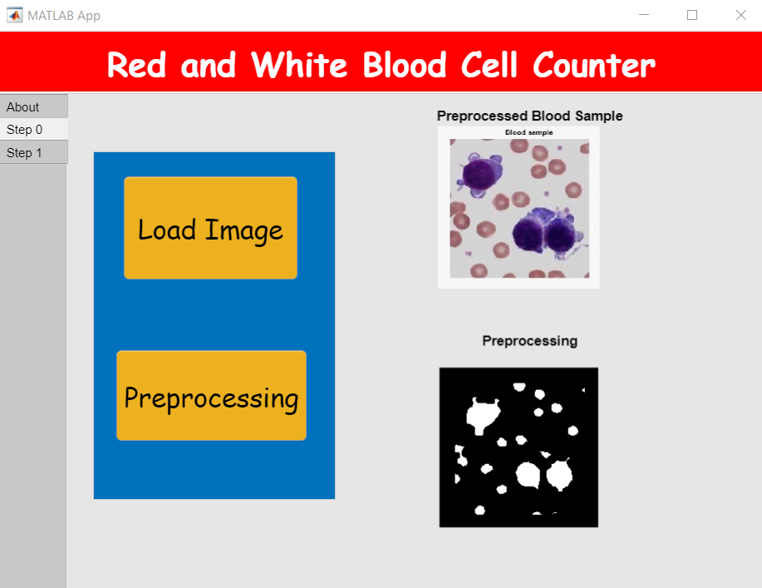 MATLAB App
Red and White Blood Cell Counter
About
Step 0
Step 1
Load Image
Preprocessing
Preprocessed Blood Sample
Blood sample
Preprocessing